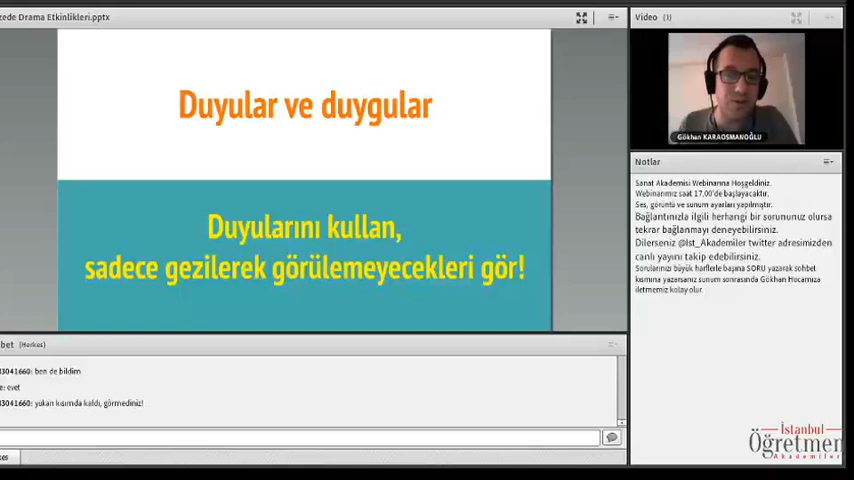 zede Drama Etkinlikleri.pptx
Duyular ve duygular
Duyularını kullan,
sadece gezilerek görülemeyecekleri gör!
bet (Herkes)
3041660: ben de bildim
e: evet
3041660: yukarı kısımda kaldı, görmediniz!
kes
Video (1)
Gökhan KARAOSMANOĞLU
Notlar
Sanat Akademisi Webinarına Hoşgeldiniz.
Webinarımız saat 17.00'de başlayacaktır.
Ses, görüntü ve sunum ayarları yapılmıştır.
Bağlantınızla ilgili herhangi bir sorununuz olursa
tekrar bağlanmayı deneyebilirsiniz.
Dilerseniz @Ist_Akademiler twitter adresimizden
canlı yayını takip edebilirsiniz.
Sorularınızı büyük harflerle başına SORU yazarak sohbet
kısmına yazarsanız sunum sonrasında Gökhan Hocamıza
iletmemiz kolay olur.
İstanbul
Öğretmen
Akademiler